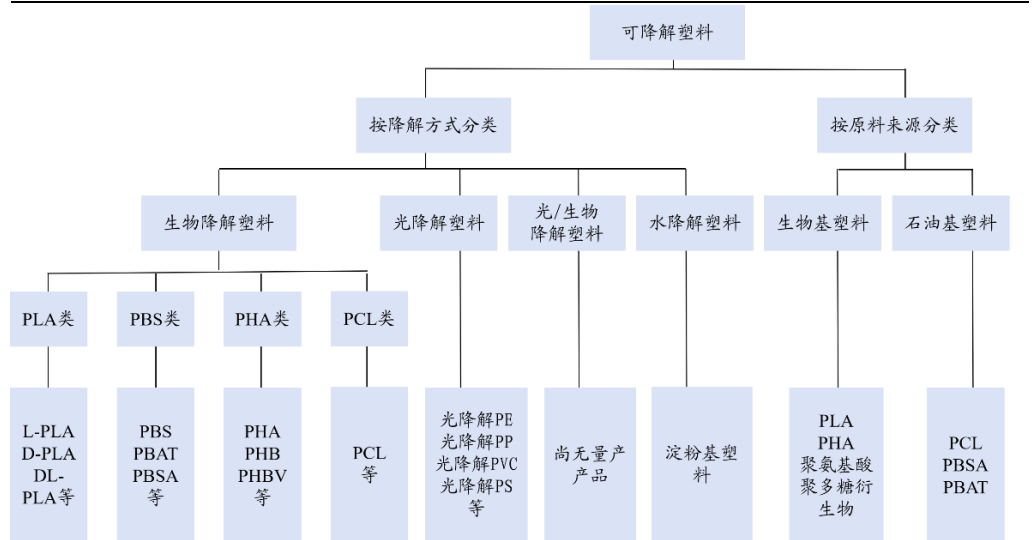 可降解塑料
按降解方式分类
按原料来源分类
生物降解塑料
光降解塑料
光/生物
降解塑料
水降解塑料
生物基塑料
石油基塑料
PLA类
PBS类
PHA类
PCL类
L-PLA
D-PLA
DL-
PLA等
PBS
PBAT
PBSA
等
PHA
PHB
PHBV
等
PCL
等
光降解PE
光降解PP
光降解PVC
光降解PS
等
尚无量产
产品
淀粉基塑
料
PLA
PHA
聚氨基酸
聚多糖衍
生物
PCL
PBSA
PBAT